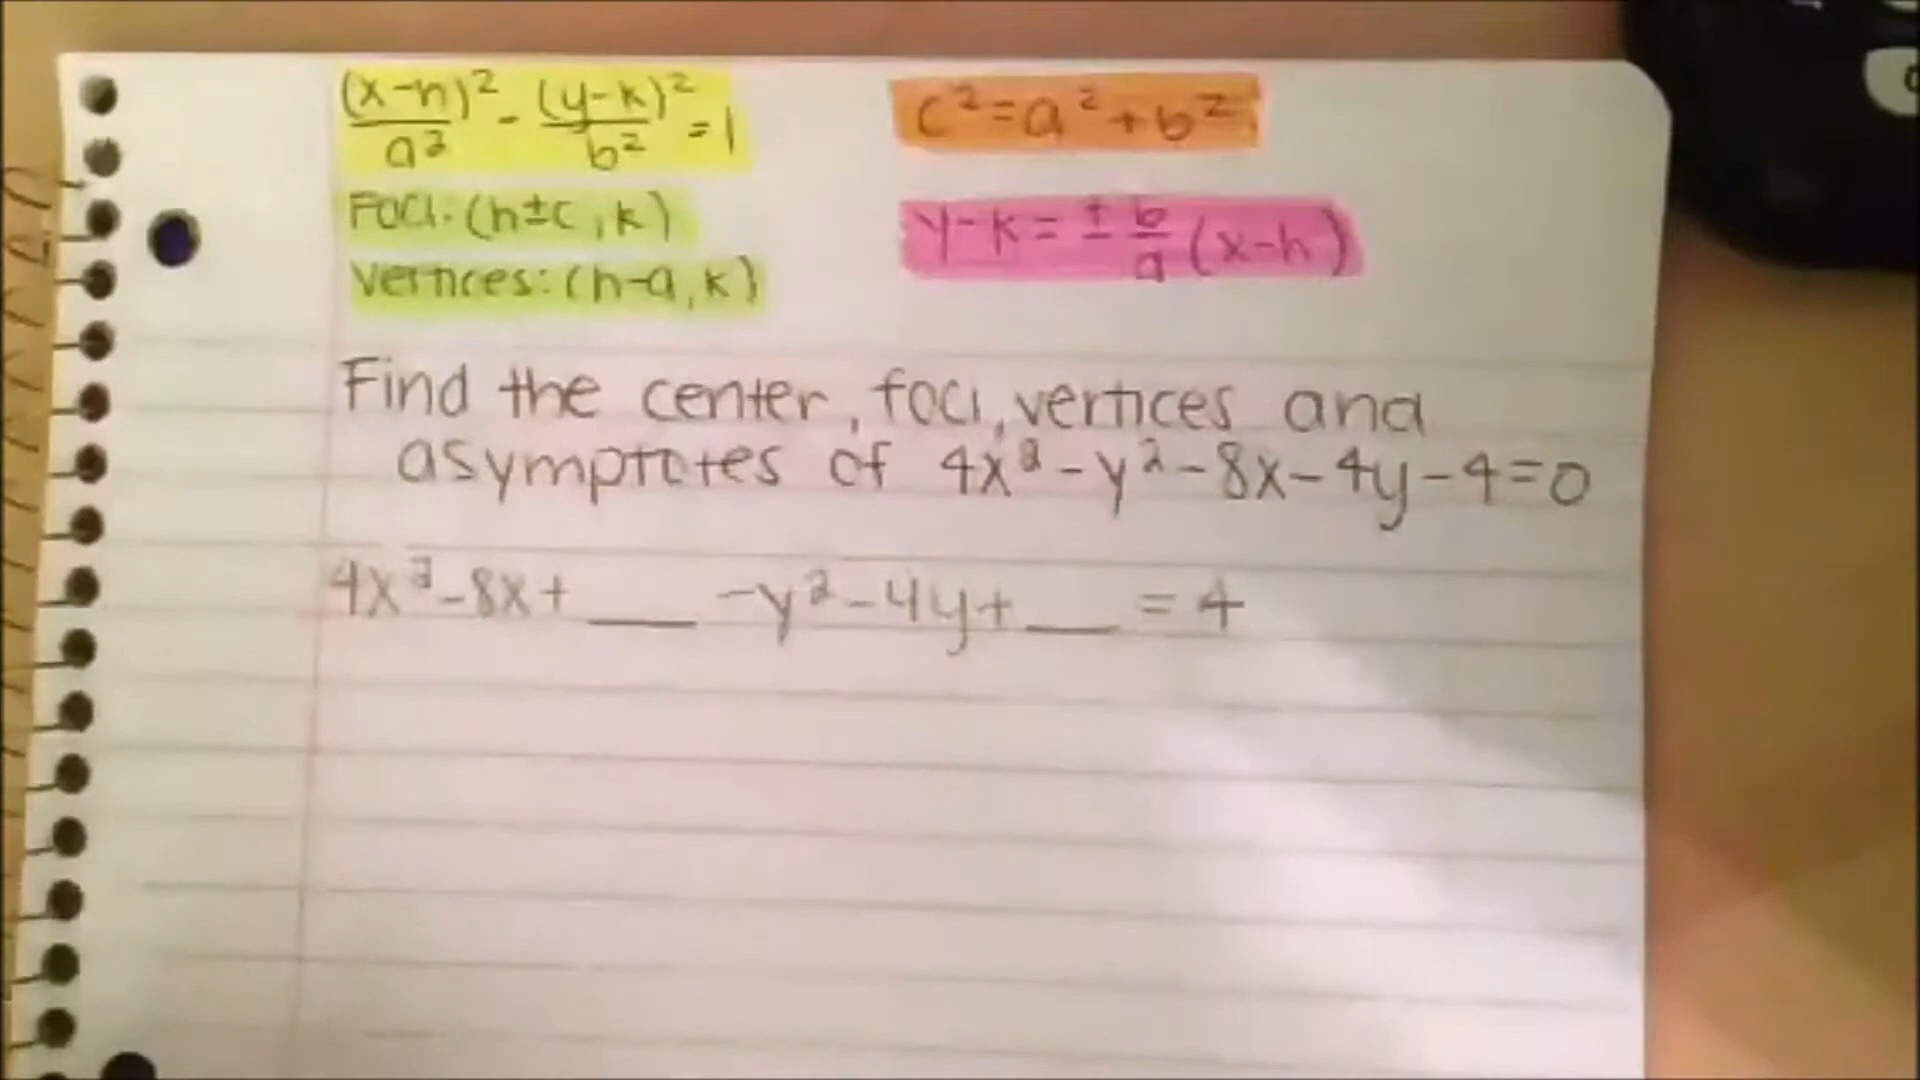 (x-h)²/a² - (y-k)²/b² = 1
c²=a²+b²
Foci: (h±c, k)
y-k= ± b/a (x-h)
Vertices: (h-a, k)
Find the center, foci, vertices and
asymptotes of 4x²-y²-8x-4y-4=0
4x²-8x+ ___ -y²-4y+ ___ = 4